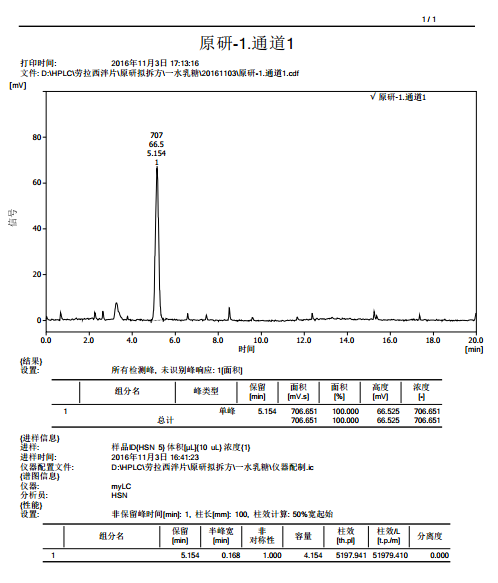 1 / 1
原研-1.通道1
打印时间: 2016年11月3日 17:13:16
文件: D:\HPLC\劳拉西泮片\原研拟拆方\一水乳糖\20161103\原研-1.通道1.cdf
[mV]
√ 原研-1.通道1
707
66.5
5.154
1
80
60
40
20
0
信号
0.0 2.0 4.0 6.0 8.0 10.0 12.0 14.0 16.0 18.0 20.0
时间 [min]
{结果}
设置: 所有检测峰, 未识别峰响应: 1(面积)
组分名 峰类型 保留 [min] 面积 [mV.s] 面积 [%] 高度 [mV] 浓度 [-]
1 单峰 5.154 706.651 100.000 66.525 706.651
总计 706.651 100.000 66.525 706.651
{进样信息}
进样: 样品ID{HSN 5} 体积[µL]{10 uL} 浓度{1}
进样时间: 2016年11月3日 16:41:23
仪器配置文件: D:\HPLC\劳拉西泮片\原研拟拆方\一水乳糖\仪器配制.ic
{谱图信息}
仪器: myLC
分析员: HSN
{性能}
设置: 非保留峰时间[min]: 1, 柱长[mm]: 100, 柱效计算: 50%宽起始
组分名 保留 [min] 半峰宽 [min] 非对称性 容量 柱效 [th.pl] 柱效/L [t.p./m] 分离度
1 5.154 0.168 1.000 4.154 5197.941 51979.410 0.000